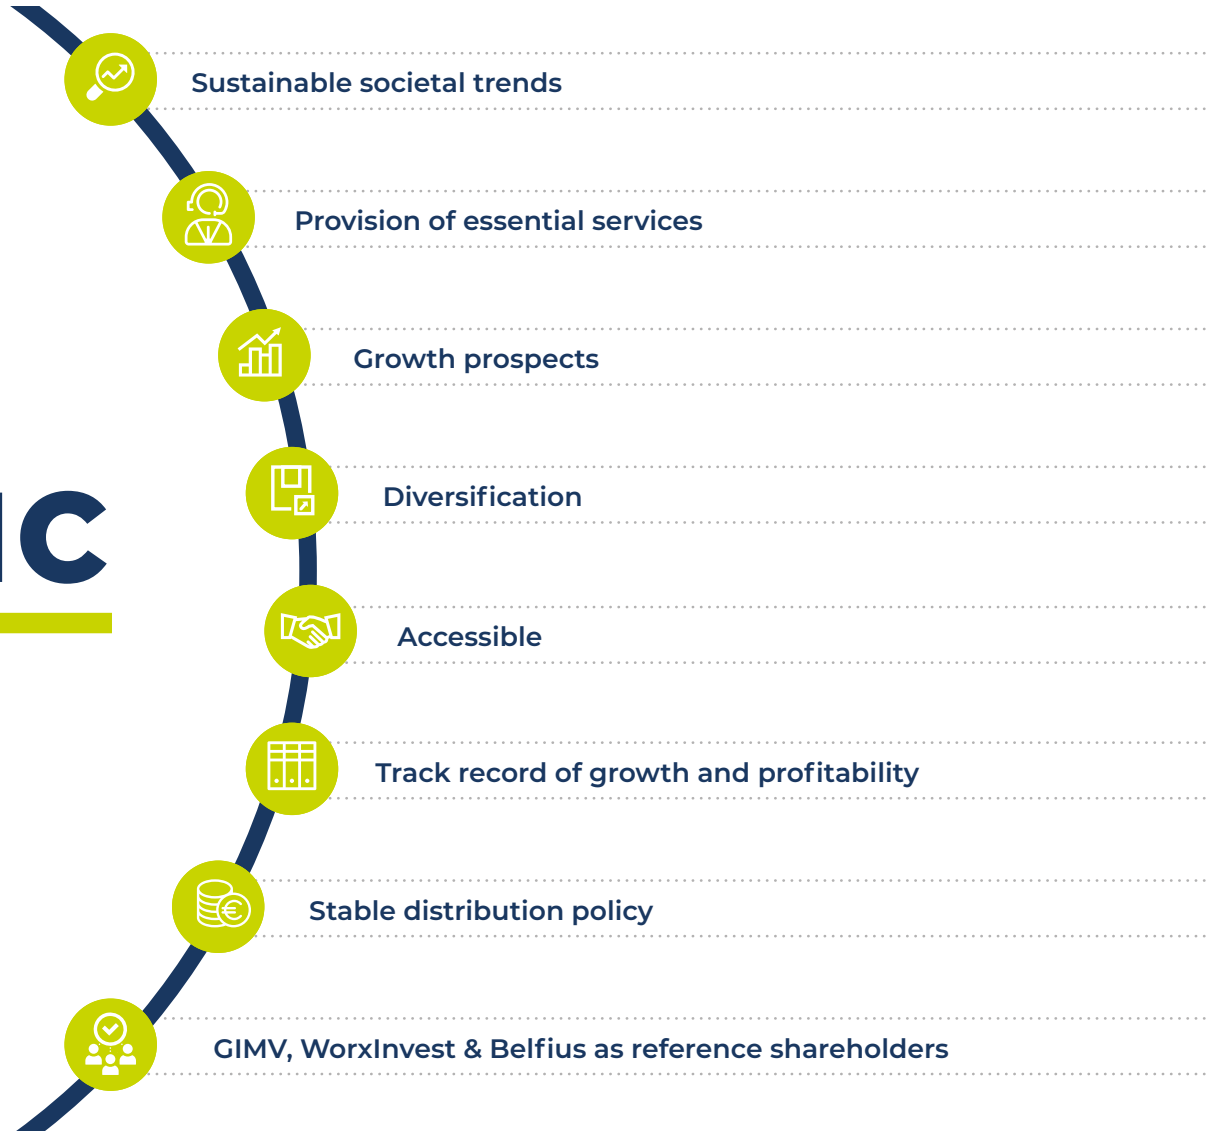 Sustainable societal trends
Provision of essential services
Growth prospects
Diversification
Accessible
Track record of growth and profitability
Stable distribution policy
GIMV, WorxInvest & Belfius as reference shareholders